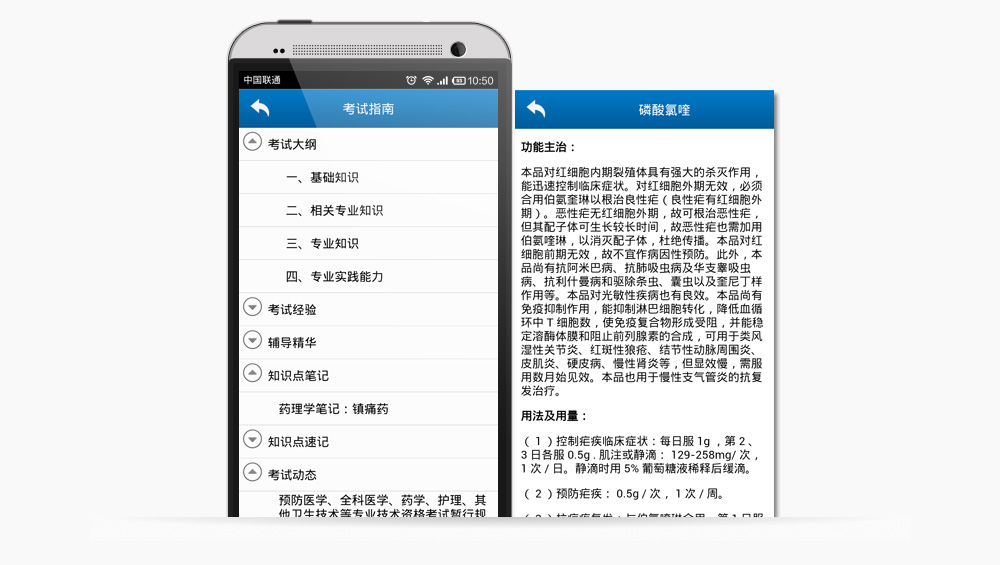 中国联通
10:50
考试指南
考试大纲
一、基础知识
二、相关专业知识
三、专业知识
四、专业实践能力
考试经验
辅导精华
知识点笔记
药理学笔记：镇痛药
知识点速记
考试动态
预防医学、全科医学、药学、护理、其
他卫生技术等专业技术资格考试暂行规
磷酸氯喹
功能主治：
本品对红细胞内期裂殖体具有强大的杀灭作用，
能迅速控制临床症状。对红细胞外期无效，必须
合用伯氨奎琳以根治良性疟（良性疟有红细胞外
期）。恶性疟无红细胞外期，故可根治恶性疟，
但其配子体可生长较长时间，故恶性疟也需加用
伯氨喹啉，以消灭配子体，杜绝传播。本品对红
细胞前期无效，故不宜作病因性预防。此外，本
品尚有抗阿米巴病、抗肺吸虫病及华支睾吸虫
病、抗利什曼病和驱除条虫、囊虫以及奎尼丁样
作用等。本品对光敏性疾病也有良效。本品尚有
免疫抑制作用，能抑制淋巴细胞转化，降低血循
环中T细胞数，使免疫复合物形成受阻，并能稳
定溶酶体膜和阻止前列腺素的合成，可用于类风
湿性关节炎、红斑性狼疮、结节性动脉周围炎、
皮肌炎、硬皮病、慢性肾炎等，但显效慢，需服
用数月始见效。本品也用于慢性支气管炎的抗复
发治疗。
用法及用量：
（1）控制疟疾临床症状：每日服1g，第2、
3日各服0.5g. 肌注或静滴：129-258mg/次，
1次/日。静滴时用5%葡萄糖液稀释后缓滴。
（2）预防疟疾：0.5g/次，1次/周。